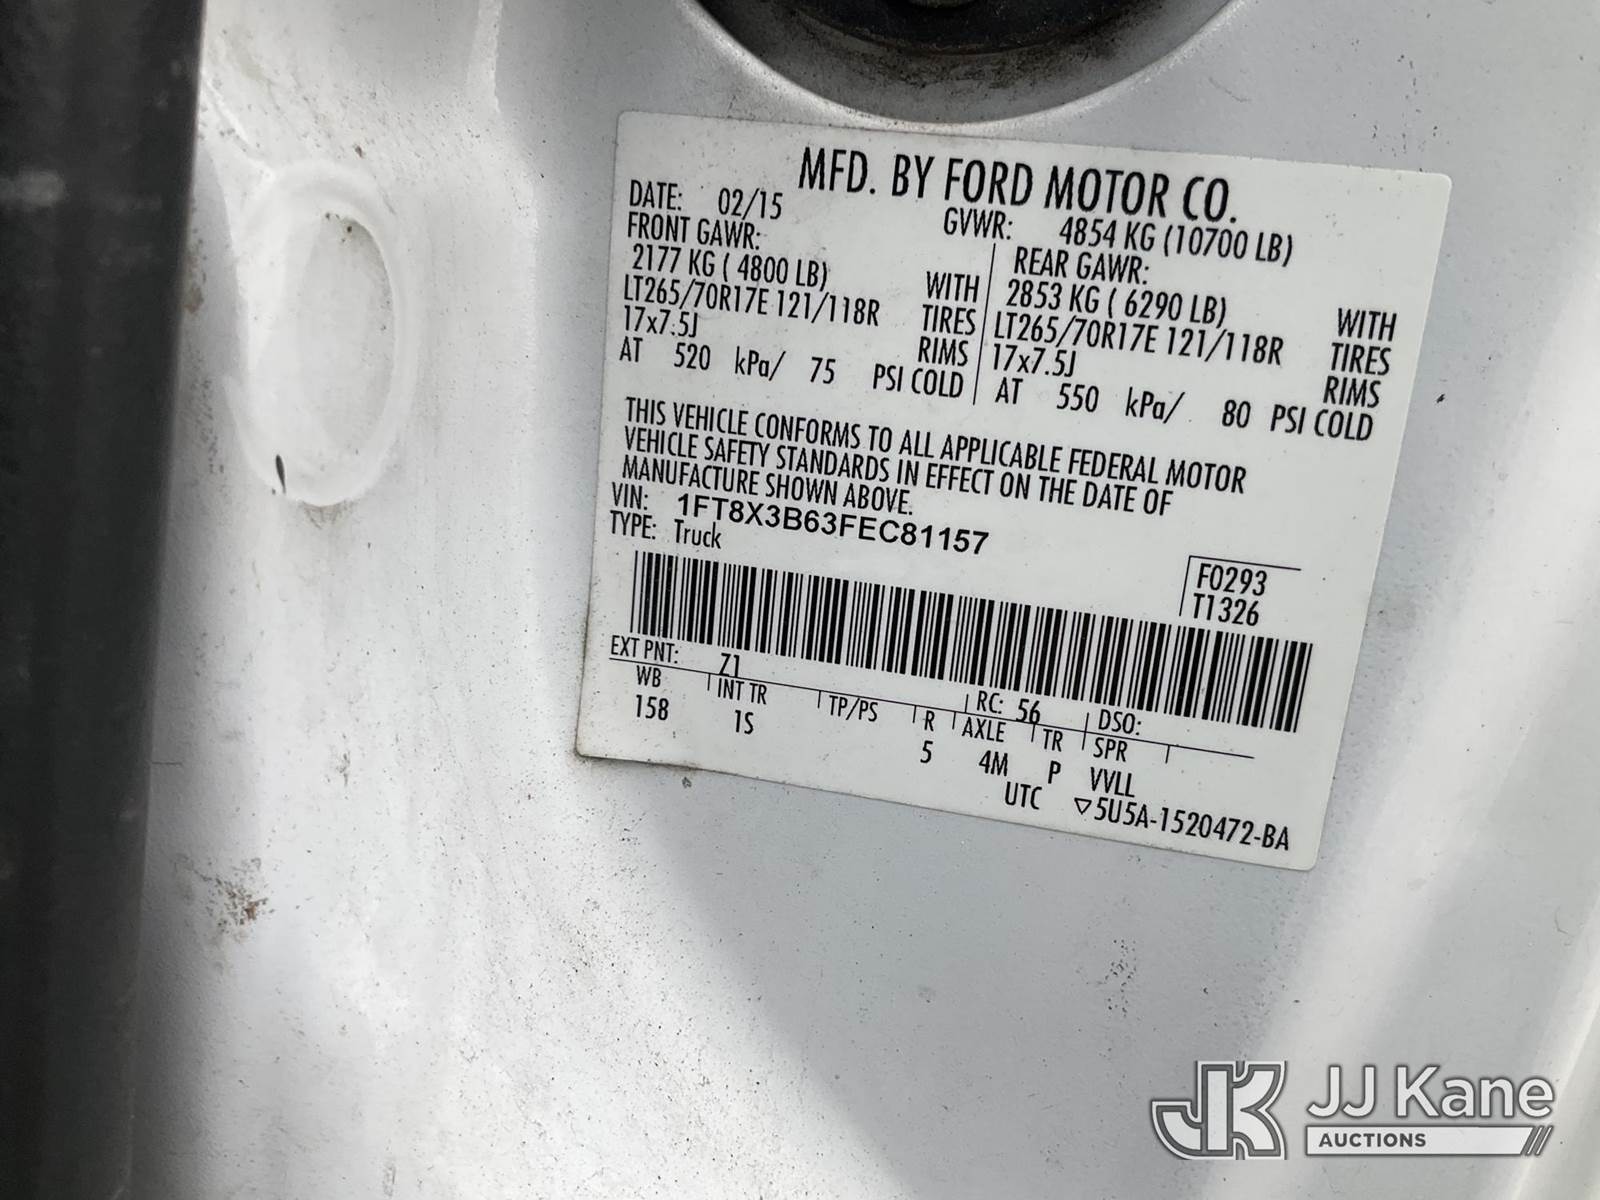 MFD. BY FORD MOTOR CO.
DATE: 02/15 GVWR: 4854 KG (10700 LB)
FRONT GAWR: REAR GAWR:
2177 KG ( 4800 LB) WITH 2853 KG ( 6290 LB) WITH
LT265/70R17E 121/118R TIRES LT265/70R17E 121/118R TIRES
17x7.5J RIMS 17x7.5J RIMS
AT 520 kPa/ 75 PSI COLD AT 550 kPa/ 80 PSI COLD
THIS VEHICLE CONFORMS TO ALL APPLICABLE FEDERAL MOTOR
VEHICLE SAFETY STANDARDS IN EFFECT ON THE DATE OF
MANUFACTURE SHOWN ABOVE.
VIN: 1FT8X3B63FEC81157
TYPE: Truck
F0293
T1326
EXT PNT: Z1 RC: 56 DSO:
WB INT TR TP/PS R AXLE TR SPR
158 1S 5 4M P VVLL
UTC ▽5U5A-1520472-BA
JK JJ Kane
AUCTIONS